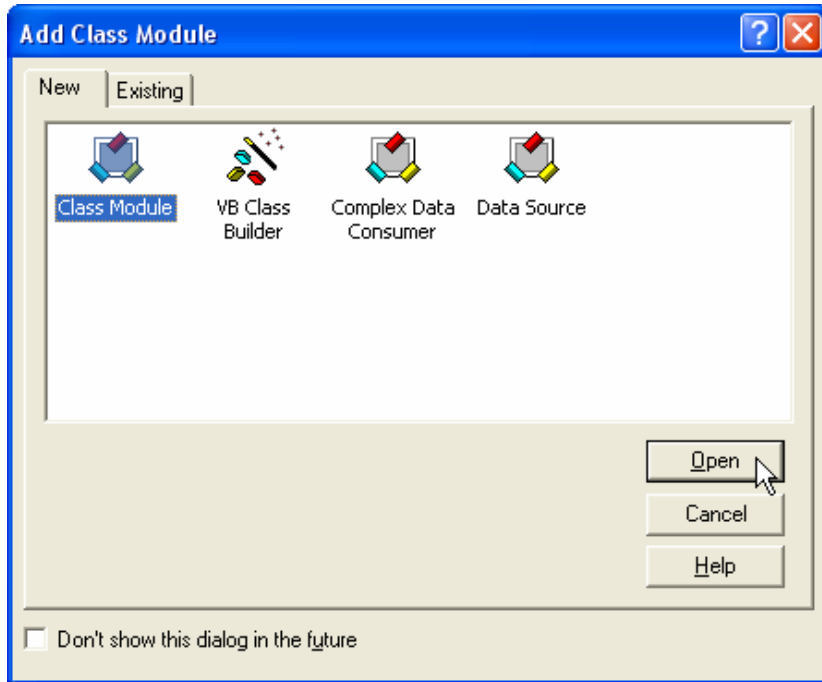 Add Class Module
?
New
Existing
Class Module
VB Class
Builder
Complex Data
Consumer
Data Source
Open
Cancel
Help
Don't show this dialog in the future